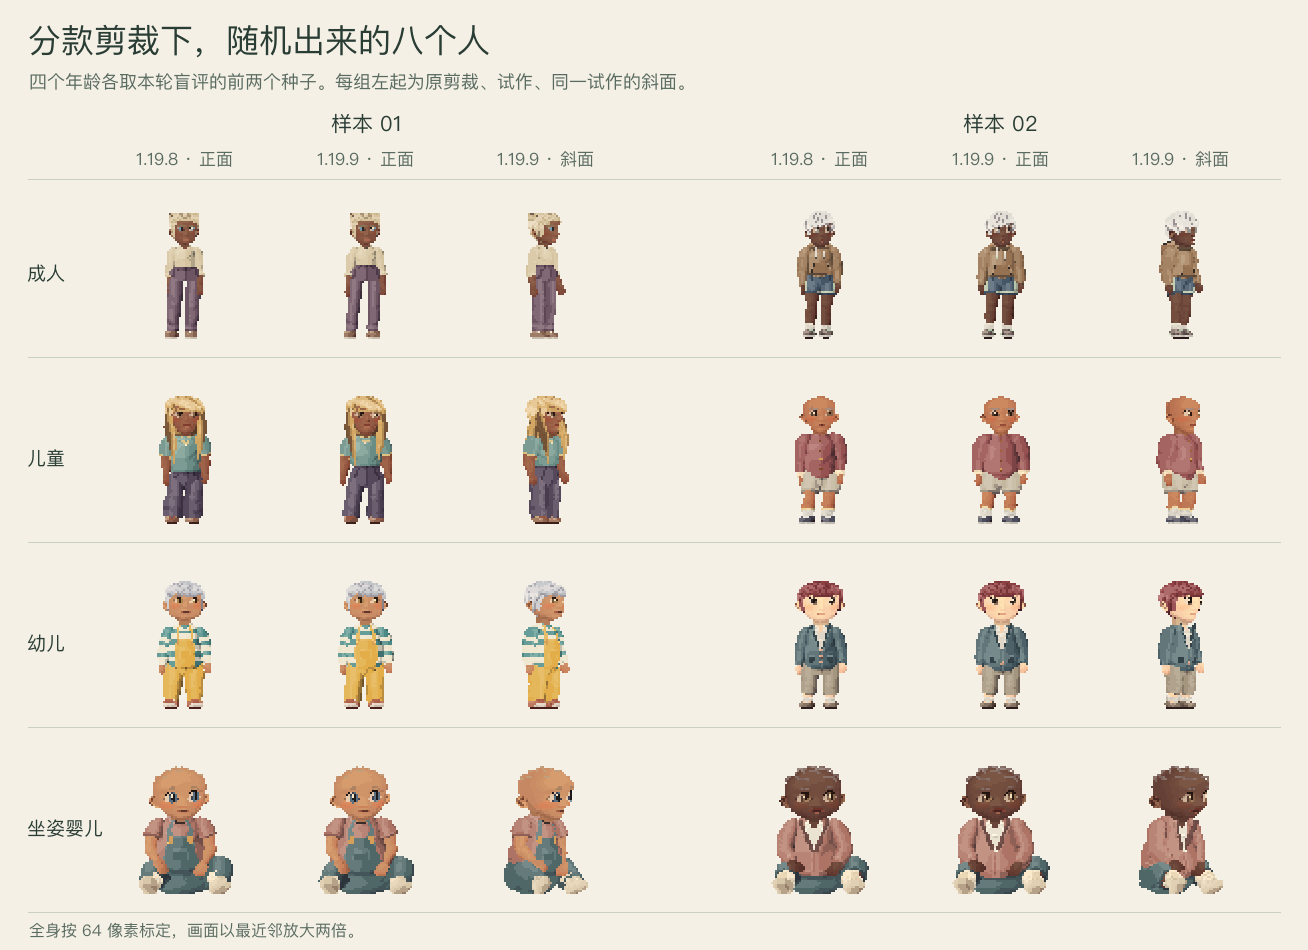 分款剪裁下，随机出来的八个人
四个年龄各取本轮盲评的前两个种子。每组左起为原剪裁、试作、同一试作的斜面。
样本 01
样本 02
1.19.8 · 正面
1.19.9 · 正面
1.19.9 · 斜面
1.19.8 · 正面
1.19.9 · 正面
1.19.9 · 斜面
成人
儿童
幼儿
坐姿婴儿
全身按 64 像素标定，画面以最近邻放大两倍。